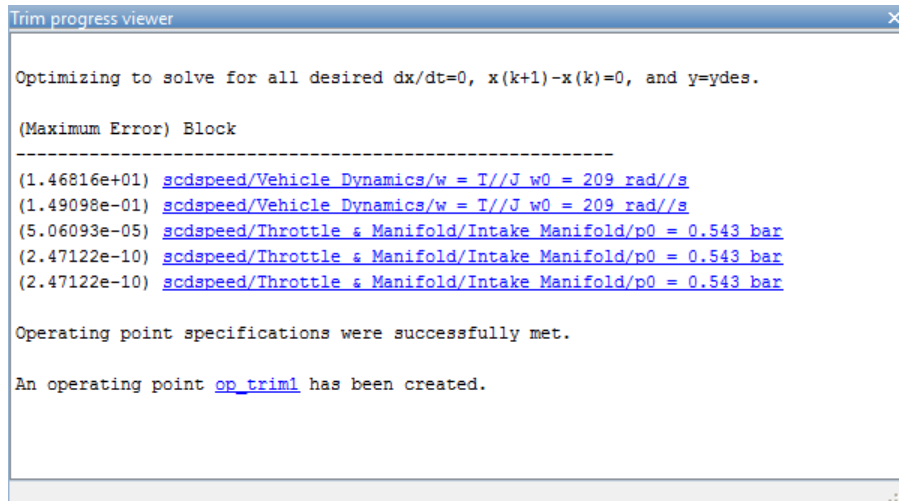 Trim progress viewer
Optimizing to solve for all desired dx/dt=0, x(k+1)-x(k)=0, and y=ydes.
(Maximum Error) Block
---------------------------------------------------------
(1.46816e+01) scdspeed/Vehicle Dynamics/w = T//J w0 = 209 rad//s
(1.49098e-01) scdspeed/Vehicle Dynamics/w = T//J w0 = 209 rad//s
(5.06093e-05) scdspeed/Throttle & Manifold/Intake Manifold/p0 = 0.543 bar
(2.47122e-10) scdspeed/Throttle & Manifold/Intake Manifold/p0 = 0.543 bar
(2.47122e-10) scdspeed/Throttle & Manifold/Intake Manifold/p0 = 0.543 bar
Operating point specifications were successfully met.
An operating point op_trim1 has been created.